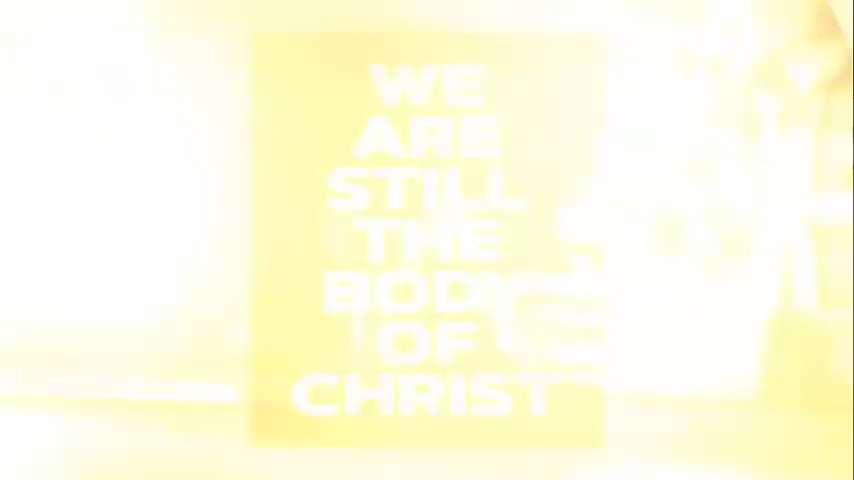 WE
ARE
STILL
THE
BODY
OF
CHRIST